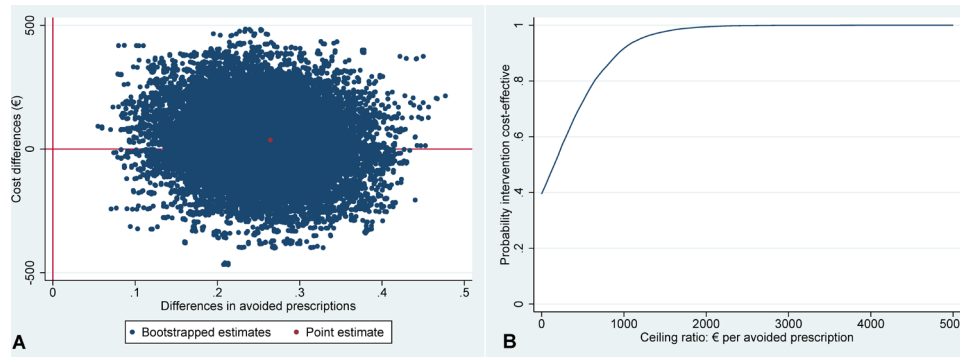 500
0
-500
Cost differences (€)
0 .1 .2 .3 .4 .5
Differences in avoided prescriptions
Bootstrapped estimates Point estimate
A
1
.8
.6
.4
.2
0
Probability intervention cost-effective
0 1000 2000 3000 4000 500
Ceiling ratio: € per avoided prescription
B